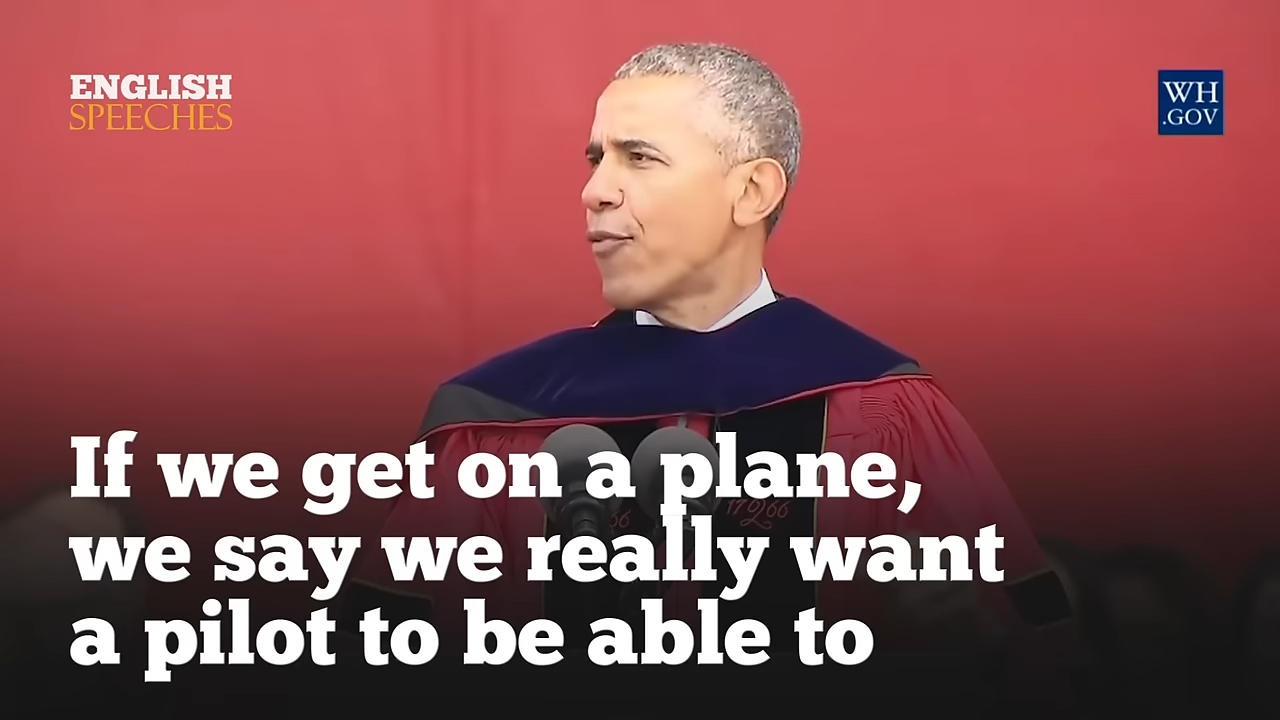 ENGLISH
SPEECHES
WH
.GOV
If we get on a plane,
we say we really want
a pilot to be able to
1766